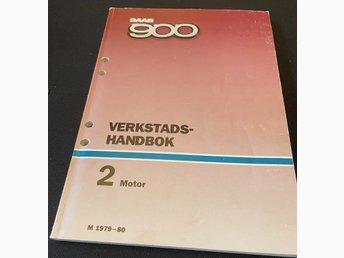 SAAB
900
VERKSTADS-
HANDBOK
2 Motor
M 1979-80